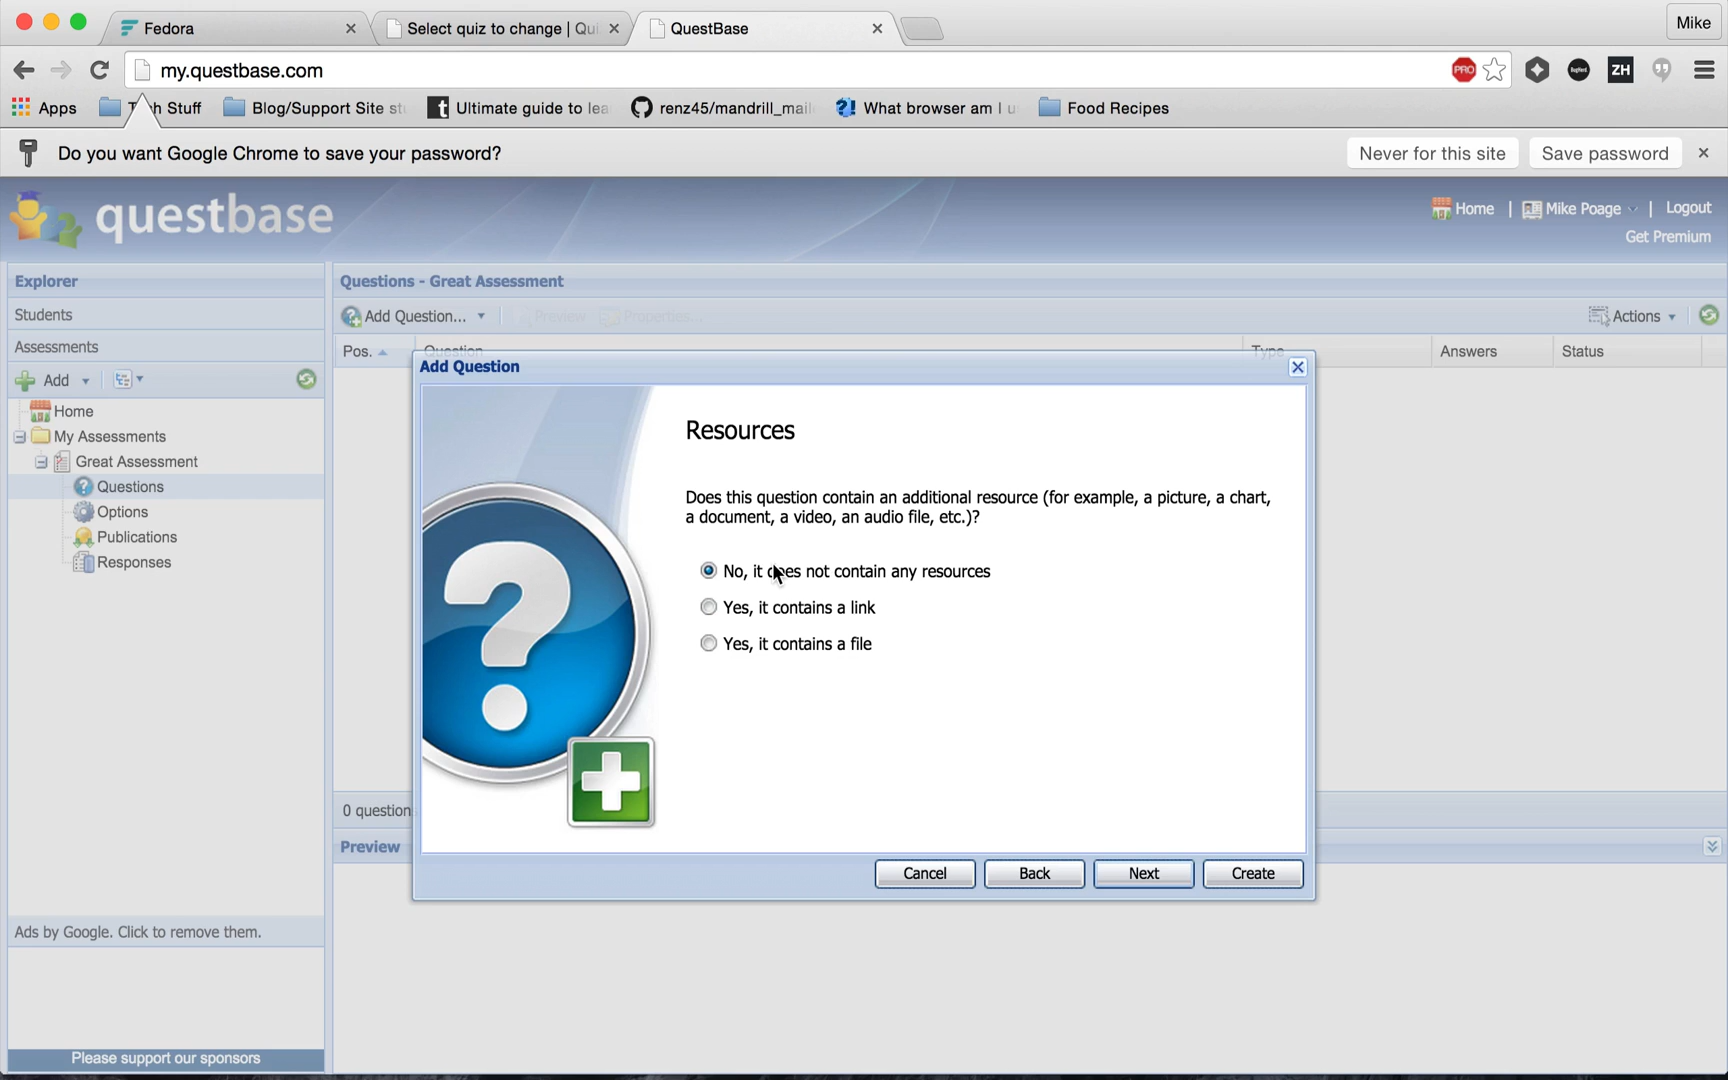 Fedora
Select quiz to change | Qui
QuestBase
Mike
my.questbase.com
PRO
ZH
Apps
Blog/Support Site st
t Ultimate guide to lea
renz45/mandrill_mail
What browser am I u
Food Recipes
Do you want Google Chrome to save your password?
Never for this site
Save password
questbase
Home | Mike Poage | Logout
Get Premium
Explorer
Questions - Great Assessment
Students
Add Question...
Preview
Properties...
Actions
Assessments
Pos.
Question
Type
Answers
Status
Add Question
Add
Home
My Assessments
Great Assessment
Questions
Options
Publications
Responses
Resources
Does this question contain an additional resource (for example, a picture, a chart,
a document, a video, an audio file, etc.)?
No, it does not contain any resources
Yes, it contains a link
Yes, it contains a file
0 question
Preview
Cancel
Back
Next
Create
Ads by Google. Click to remove them.
Please support our sponsors